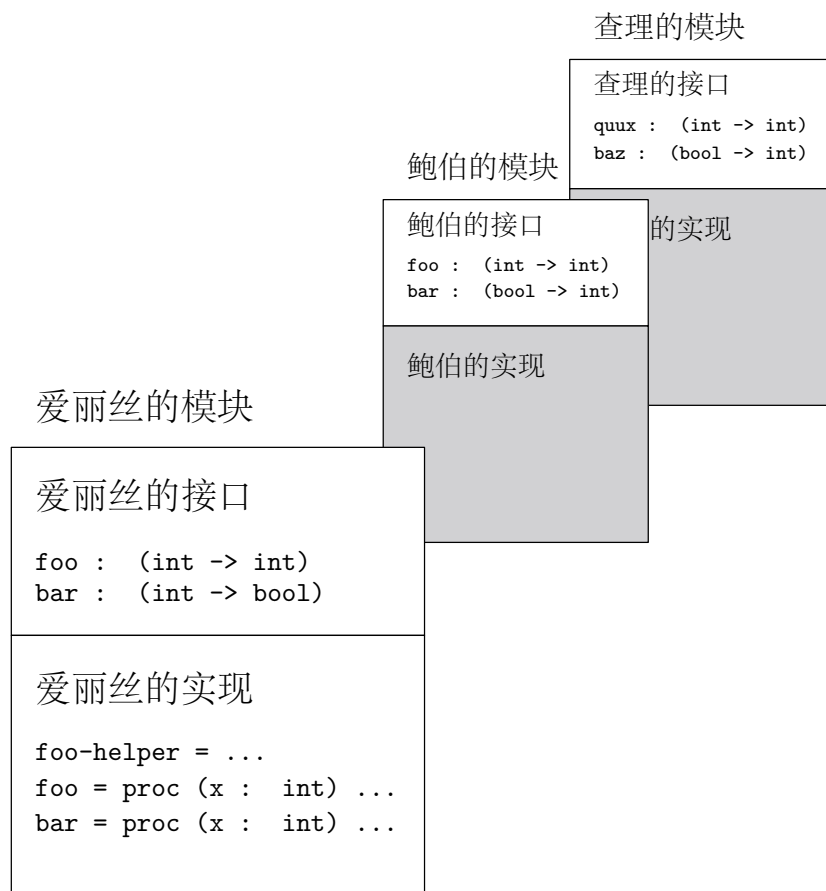 查理的模块
查理的接口
quux : (int -> int)
baz : (bool -> int)
的实现
鲍伯的模块
鲍伯的接口
foo : (int -> int)
bar : (bool -> int)
鲍伯的实现
爱丽丝的模块
爱丽丝的接口
foo : (int -> int)
bar : (int -> bool)
爱丽丝的实现
foo-helper = ...
foo = proc (x : int) ...
bar = proc (x : int) ...